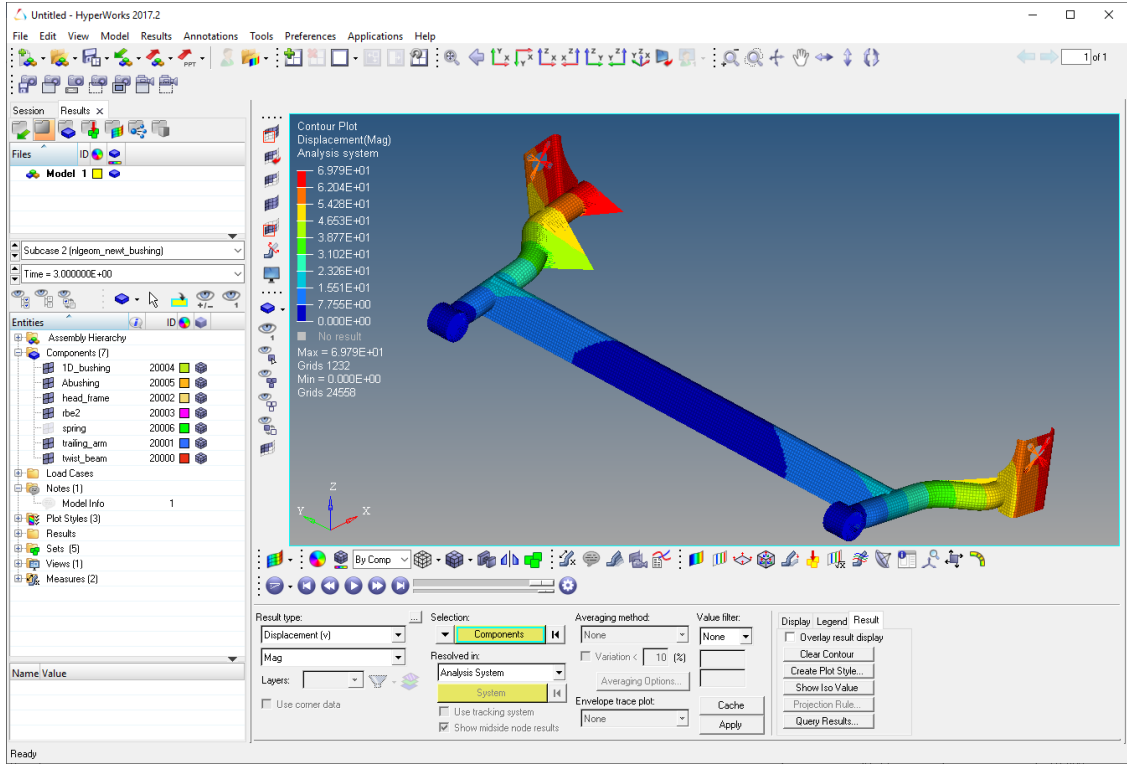 Untitled - HyperWorks 2017.2
File Edit View Model Results Annotations Tools Preferences Applications Help
PPT
1 of 1
Session Results
Files ID
Model 1
Subcase 2 (nlgeom_newt_bushing)
Time = 3.000000E+00
+/- 1
Entities ID
Assembly Hierarchy
Components (7)
1D_bushing 20004
Abushing 20005
head_frame 20002
rbe2 20003
spring 20006
trailing_arm 20001
twist_beam 20000
Load Cases
Notes (1)
Model Info 1
Plot Styles (3)
Results
Sets (5)
Views (1)
Measures (2)
Name Value
Contour Plot
Displacement(Mag)
Analysis system
6.979E+01
6.204E+01
5.428E+01
4.653E+01
3.877E+01
3.102E+01
2.326E+01
1.551E+01
7.755E+00
0.000E+00
No result
Max = 6.979E+01
Grids 1232
Min = 0.000E+00
Grids 24558
Z
Y
X
By Comp
Result type:
...
Displacement (v)
Mag
Layers:
Use corner data
Selection:
Components
Resolved in:
Analysis System
System
Use tracking system
Show midside node results
Averaging method:
None
Variation < 10 (%)
Averaging Options...
Envelope trace plot:
None
Value filter:
None
Cache
Apply
Display Legend Result
Overlay result display
Clear Contour
Create Plot Style...
Show Iso Value
Projection Rule...
Query Results...
Ready